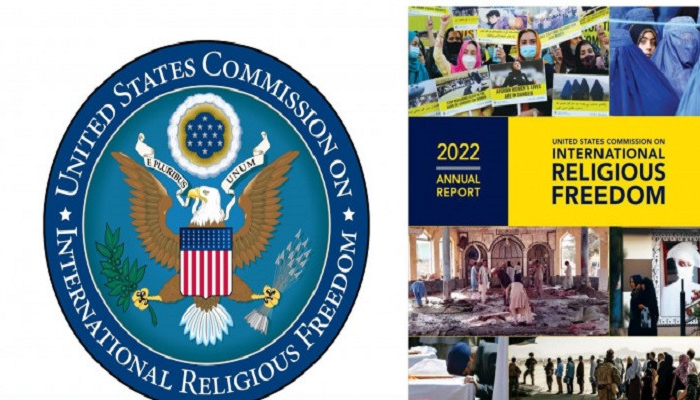 UNITED STATES COMMISSION ON
INTERNATIONAL RELIGIOUS FREEDOM
E PLURIBUS
UNUM
2022
ANNUAL
REPORT
UNITED STATES COMMISSION ON
INTERNATIONAL
RELIGIOUS
FREEDOM